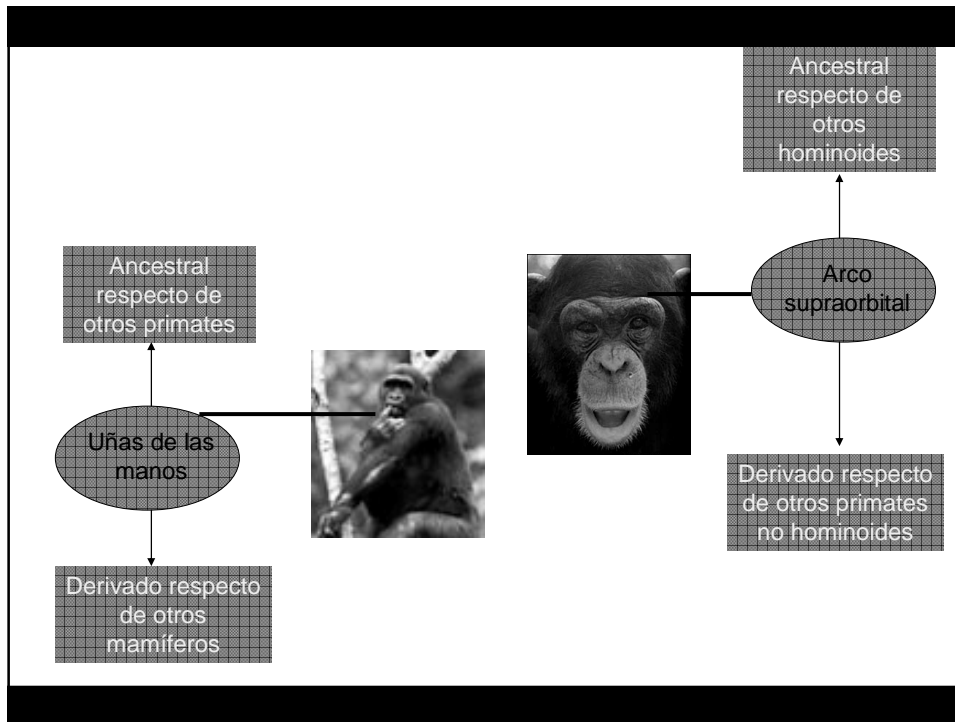 Ancestral
respecto de
otros
hominoides
Arco
supraorbital
Derivado respecto
de otros primates
no hominoides
Ancestral
respecto de
otros primates
Uñas de las
manos
Derivado respecto
de otros
mamíferos